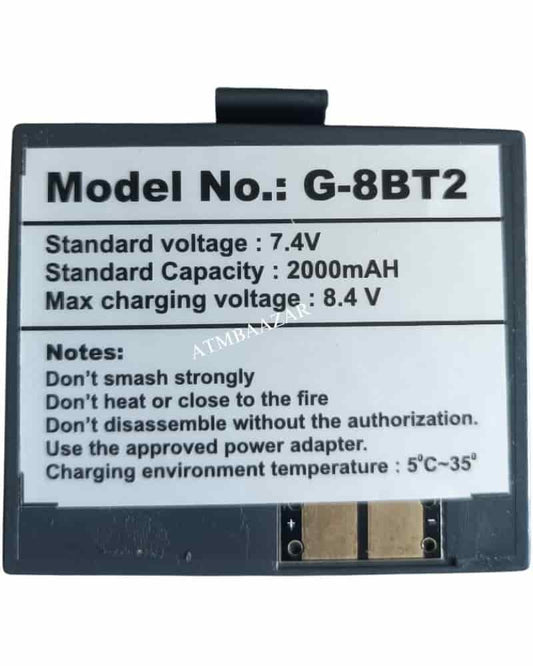 Model No.: G-8BT2
Standard voltage : 7.4V
Standard Capacity : 2000mAH
Max charging voltage : 8.4 V
ATMBAAZAR
Notes:
Don't smash strongly
Don't heat or close to the fire
Don't disassemble without the authorization.
Use the approved power adapter.
Charging environment temperature : 5⁰C~35⁰
+ -